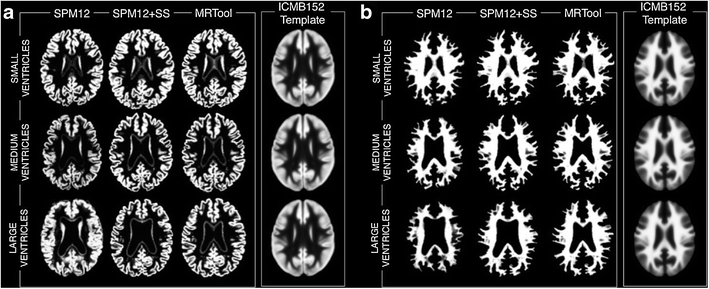 a
SPM12
SPM12+SS
MRTool
ICMB152
Template
SMALL
VENTRICLES
MEDIUM
VENTRICLES
LARGE
VENTRICLES
b
SPM12
SPM12+SS
MRTool
ICMB152
Template
SMALL
VENTRICLES
MEDIUM
VENTRICLES
LARGE
VENTRICLES